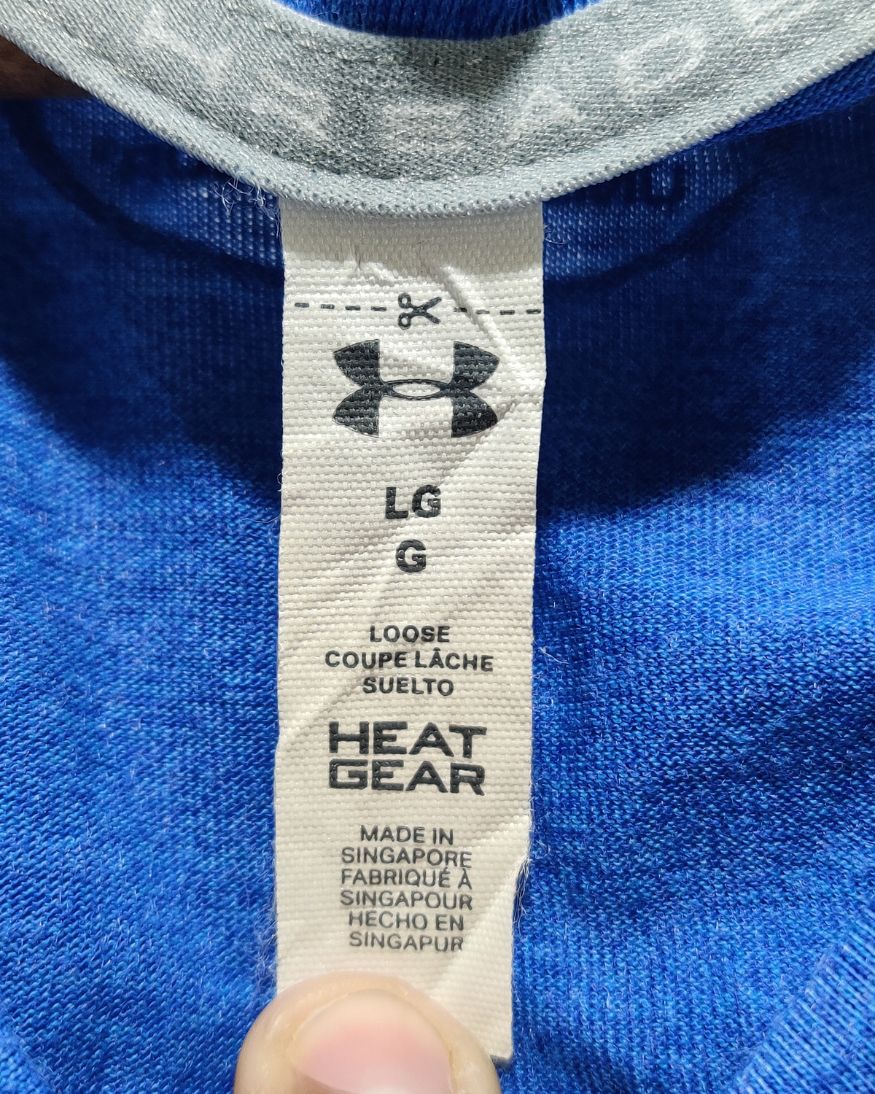 LG
G
LOOSE
COUPE LÂCHE
SUELTO
HEAT
GEAR
MADE IN
SINGAPORE
FABRIQUÉ À
SINGAPOUR
HECHO EN
SINGAPUR